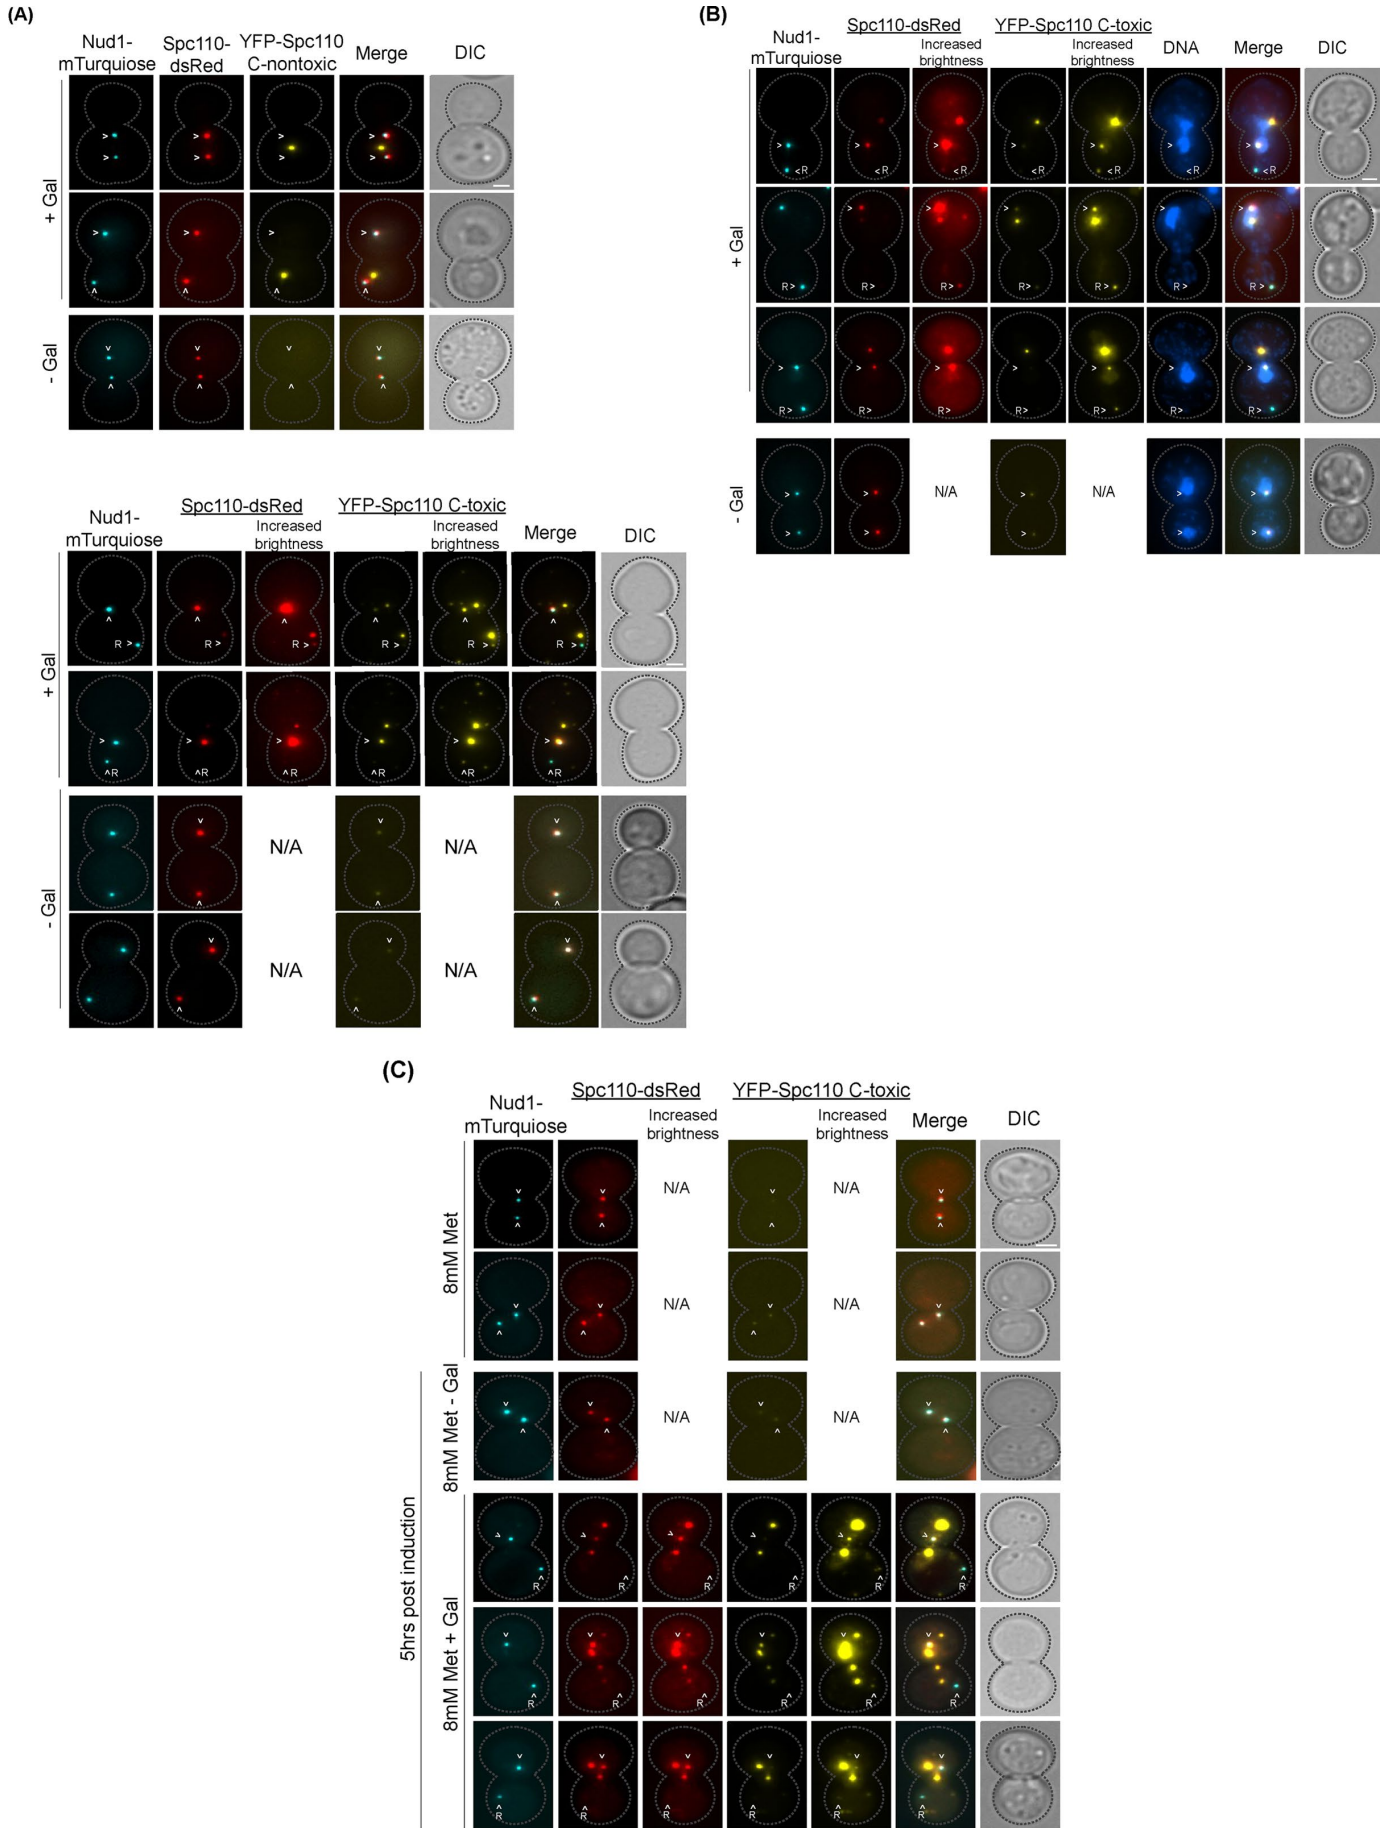 (A)
Nud1-
mTurquiose
Spc110-
dsRed
YFP-Spc110
C-nontoxic
Merge
DIC
+ Gal
- Gal
>
>
>
>
>
>
>
>
>
^
>
^
>
>
^
v
^
v
^
v
^
v
^
Nud1-
mTurquiose
Spc110-dsRed
Increased
brightness
YFP-Spc110 C-toxic
Increased
brightness
Merge
DIC
+ Gal
- Gal
^
^
^
^
^
^
R >
R >
R >
R >
R >
R >
>
>
>
>
>
>
^R
^R
^R
^R
^R
^R
v
^
N/A
v
^
N/A
v
^
v
^
N/A
v
^
N/A
v
^
(B)
Nud1-
mTurquiose
Spc110-dsRed
Increased
brightness
YFP-Spc110 C-toxic
Increased
brightness
DNA
Merge
DIC
+ Gal
- Gal
>
>
>
>
>
>
>
<R
<R
<R
<R
<R
<R
<R
>
>
>
>
>
>
>
R>
R>
R>
R>
R>
R>
R>
>
>
>
>
>
>
>
R>
R>
R>
R>
R>
R>
R>
>
>
N/A
>
N/A
>
>
>
>
>
>
>
(C)
Nud1-
mTurquiose
Spc110-dsRed
Increased
brightness
YFP-Spc110 C-toxic
Increased
brightness
Merge
DIC
8mM Met
8mM Met - Gal
8mM Met + Gal
5hrs post induction
v
^
v
^
N/A
v
^
N/A
v
^
v
^
v
^
N/A
v
^
N/A
v
v
^
v
^
N/A
v
^
N/A
v
^
>
>
>
>
>
>
^
R
^
R
^
R
^
R
^
R
^
R
v
v
v
v
v
v
^
R
^
R
^
R
^
R
^
R
^
R
v
v
v
v
v
v
^
R
^
R
^
R
^
R
^
R
^
R